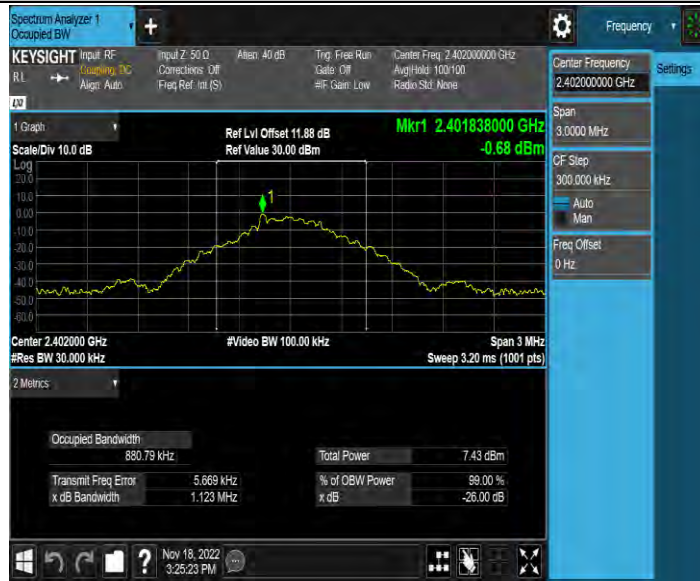 Spectrum Analyzer 1
Occupied BW
Frequency
KEYSIGHT Input: RF Input Z: 50 Ω Atten: 40 dB Trig: Free Run Center Freq: 2.402000000 GHz
RL Coupling: DC Corrections: Off Gate: Off Avg|Hold: 100/100
Align: Auto Freq Ref: Int (S) #IF Gain: Low Radio Std: None
LXI
Center Frequency
2.402000000 GHz
Settings
Span
3.0000 MHz
CF Step
300.000 kHz
Auto
Man
Freq Offset
0 Hz
1 Graph
Scale/Div 10.0 dB
Ref Lvl Offset 11.88 dB
Ref Value 30.00 dBm
Mkr1 2.401838000 GHz
-0.68 dBm
Log
20.0
10.0
0.00
-10.0
-20.0
-30.0
-40.0
-50.0
-60.0
1
Center 2.402000 GHz #Video BW 100.00 kHz Span 3 MHz
#Res BW 30.000 kHz Sweep 3.20 ms (1001 pts)
2 Metrics
Occupied Bandwidth
880.79 kHz
Total Power 7.43 dBm
Transmit Freq Error 5.669 kHz % of OBW Power 99.00 %
x dB Bandwidth 1.123 MHz x dB -26.00 dB
Nov 18, 2022
3:25:23 PM